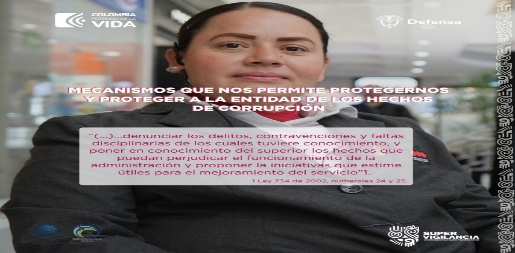 COLOMBIA
POTENCIA DE LA
VIDA
Defensa
MECANISMOS QUE NOS PERMITE PROTEGERNOS
Y PROTEGER A LA ENTIDAD DE LOS HECHOS
DE CORRUPCIÓN
"(...)...denunciar los delitos, contravenciones y faltas
disciplinarias de los cuales tuviere conocimiento, y
poner en conocimiento del superior los hechos que
puedan perjudicar el funcionamiento de la
administración y proponer la iniciativas que estime
útiles para el mejoramiento del servicio"1.
1 Ley 734 de 2002, numerales 24 y 25
SUPER
VIGILANCIA